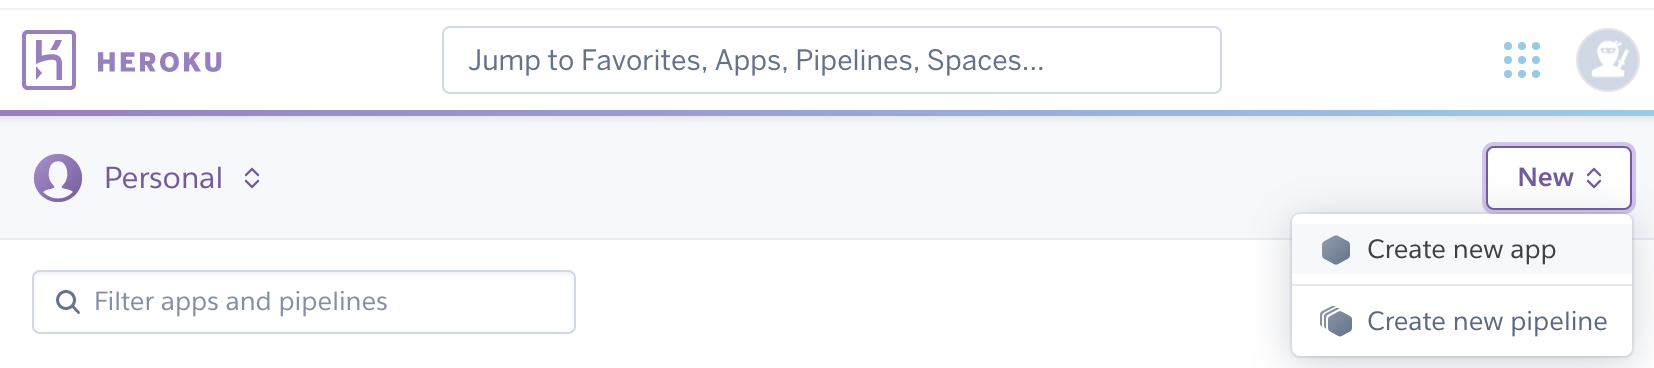 HEROKU
Jump to Favorites, Apps, Pipelines, Spaces...
Personal
New
Create new app
Filter apps and pipelines
Create new pipeline